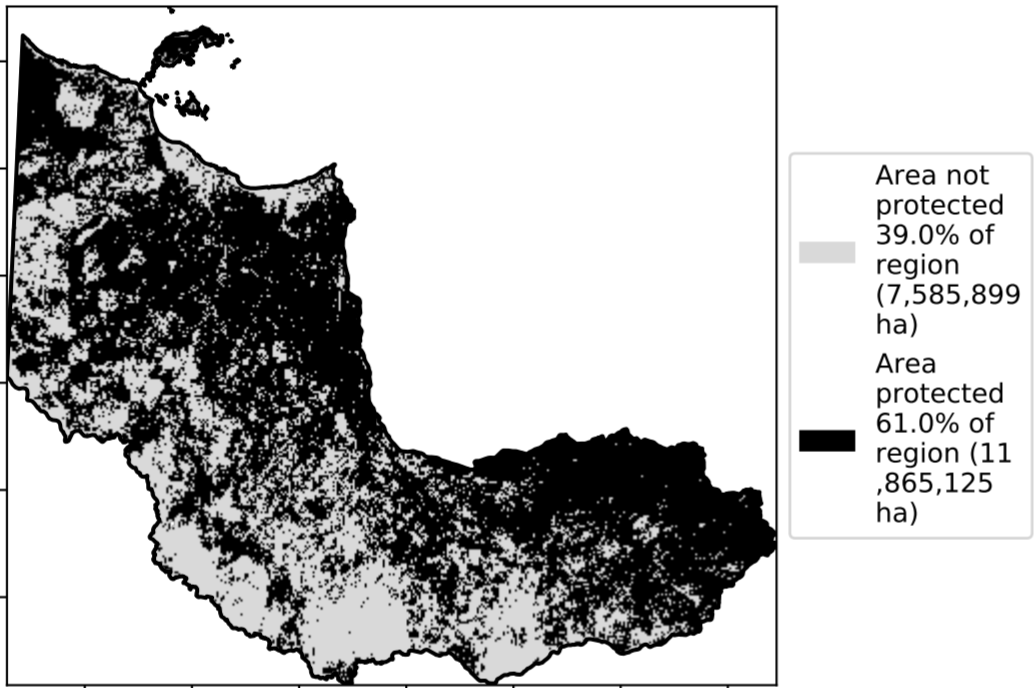 Area not
protected
39.0% of
region
(7,585,899
ha)
Area
protected
61.0% of
region (11
,865,125
ha)